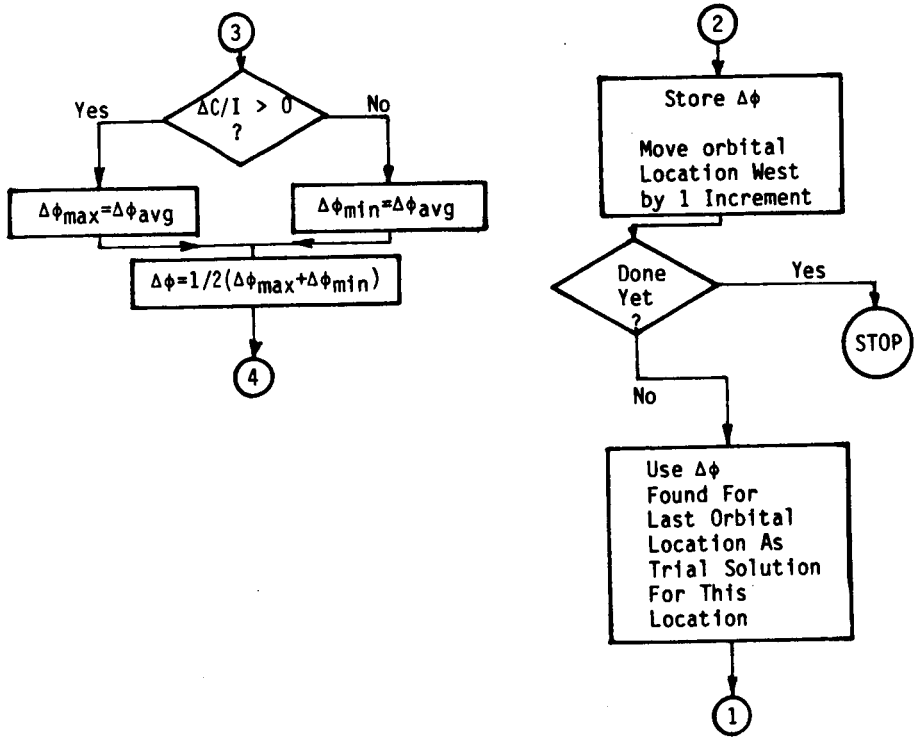 3
ΔC/I > 0
?
Yes
No
Δϕmax=Δϕavg
Δϕmin=Δϕavg
Δϕ=1/2(Δϕmax+Δϕmin)
4
2
Store Δϕ
Move orbital
Location West
by 1 Increment
Done
Yet
?
Yes
STOP
No
Use Δϕ
Found For
Last Orbital
Location As
Trial Solution
For This
Location
1